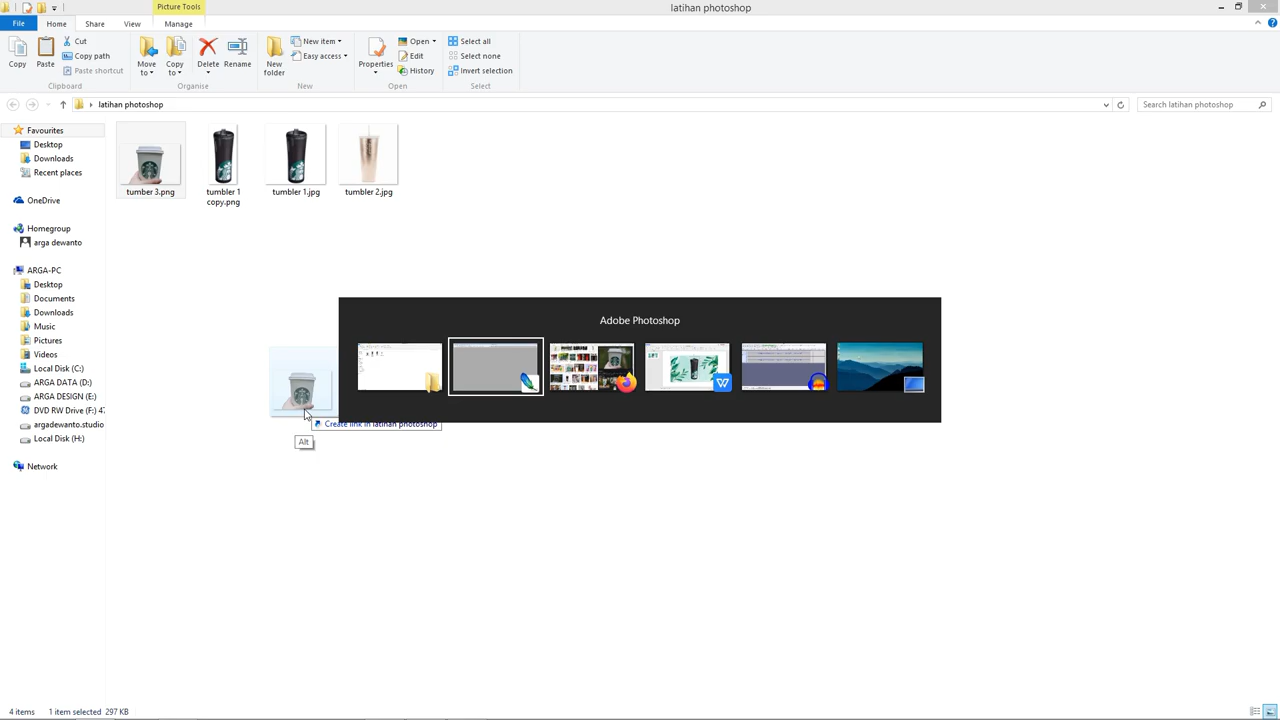 Picture Tools
latihan photoshop
File
Home
Share
View
Manage
Copy
Paste
Cut
Copy path
Paste shortcut
Clipboard
Move to
Copy to
Delete
Rename
Organise
New folder
New item
Easy access
New
Properties
Open
Edit
History
Open
Select all
Select none
Invert selection
Select
latihan photoshop
Search latihan photoshop
Favourites
Desktop
Downloads
Recent places
OneDrive
Homegroup
arga dewanto
ARGA-PC
Desktop
Documents
Downloads
Music
Pictures
Videos
Local Disk (C:)
ARGA DATA (D:)
ARGA DESIGN (E:)
DVD RW Drive (F:) 47
argadewanto.studio
Local Disk (H:)
Network
tumber 3.png
tumbler 1
copy.png
tumbler 1.jpg
tumbler 2.jpg
Adobe Photoshop
Create link in latihan photoshop
Alt
4 items
1 item selected 297 KB